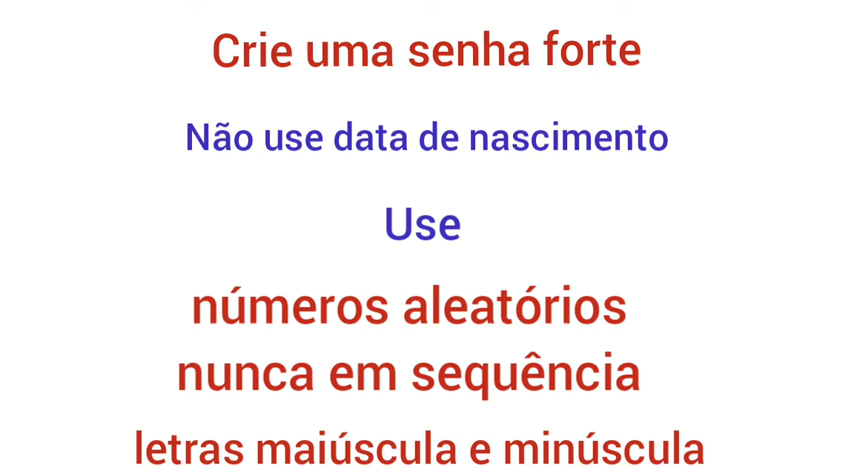 Crie uma senha forte
Não use data de nascimento
Use
números aleatórios
nunca em sequência
letras maiúscula e minúscula